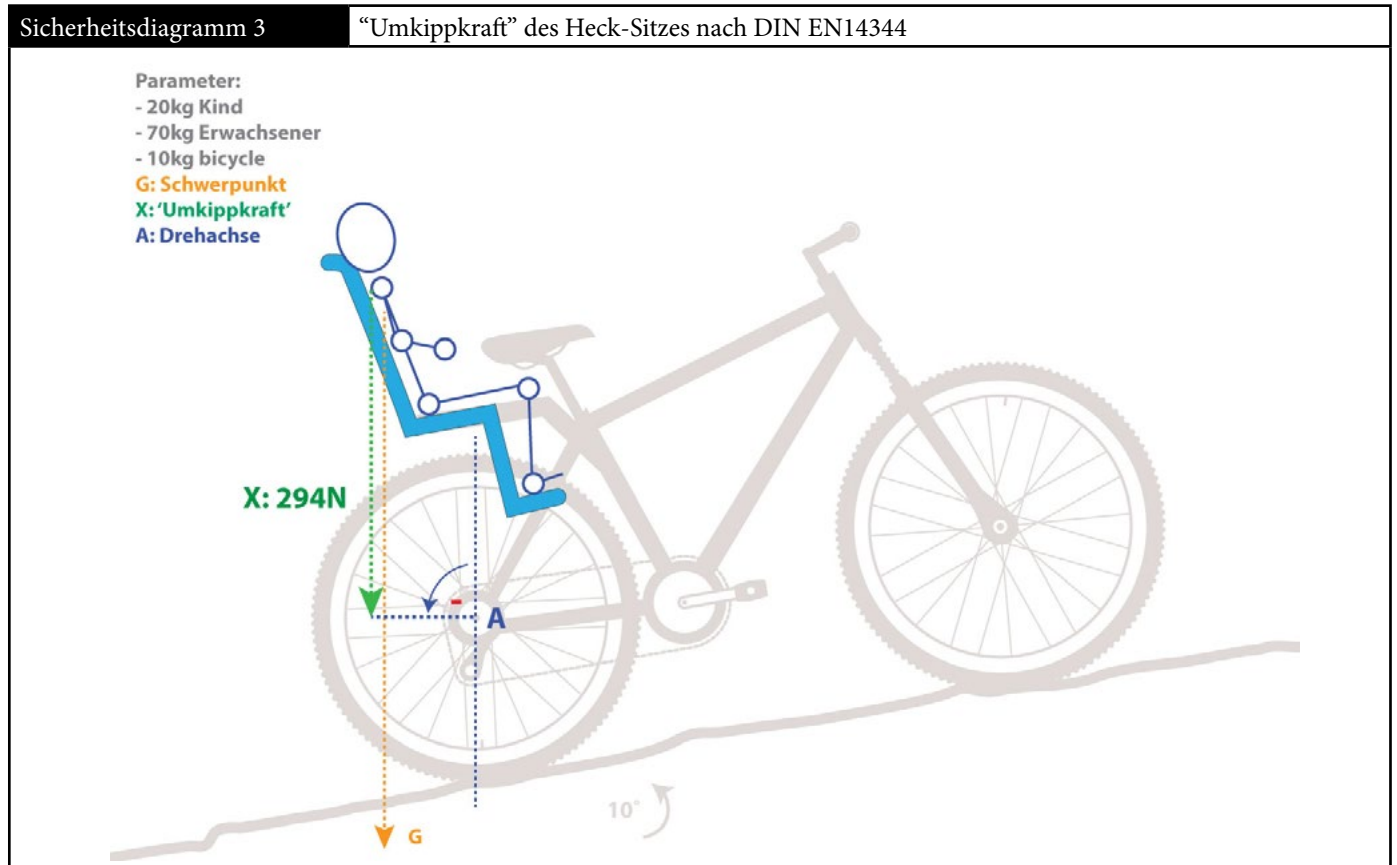 Sicherheitsdiagramm 3
“Umkippkraft” des Heck-Sitzes nach DIN EN14344
Parameter:
- 20kg Kind
- 70kg Erwachsener
- 10kg bicycle
G: Schwerpunkt
X: ‘Umkippkraft’
A: Drehachse
X: 294N
-
A
10°
G